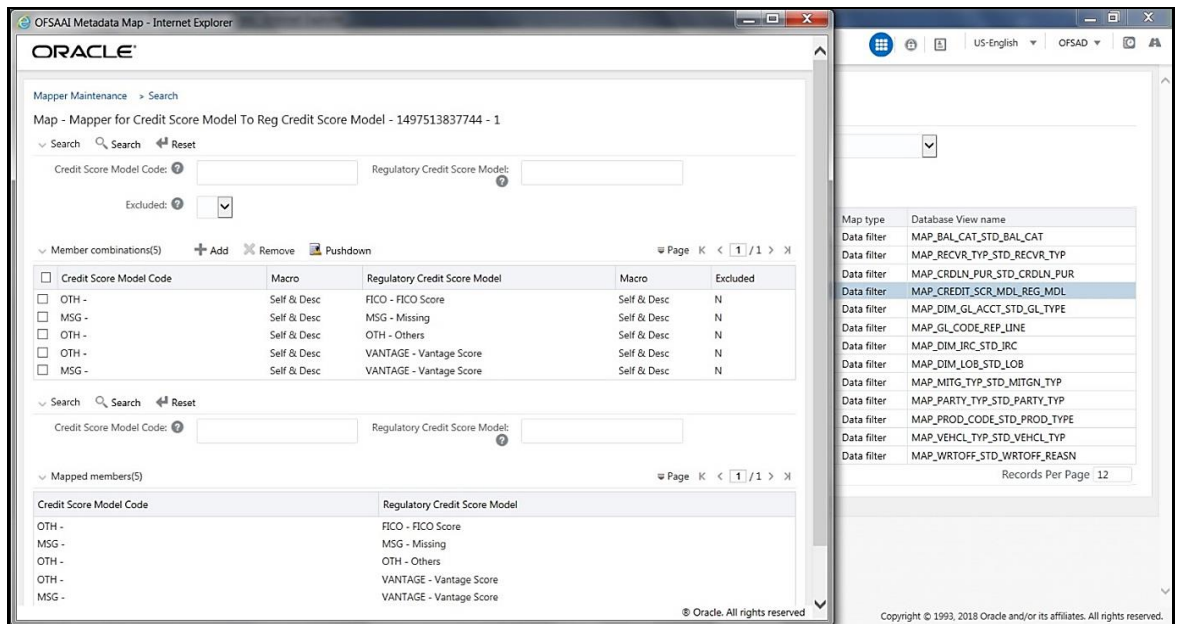 OFSAAI Metadata Map - Internet Explorer
ORACLE
Mapper Maintenance > Search
Map - Mapper for Credit Score Model To Reg Credit Score Model - 1497513837744 - 1
Search Search Reset
Credit Score Model Code: Regulatory Credit Score Model:
Excluded:
Member combinations(5) Add Remove Pushdown Page 1 / 1
Credit Score Model Code Macro Regulatory Credit Score Model Macro Excluded
OTH - Self & Desc FICO - FICO Score Self & Desc N
MSG - Self & Desc MSG - Missing Self & Desc N
OTH - Self & Desc OTH - Others Self & Desc N
OTH - Self & Desc VANTAGE - Vantage Score Self & Desc N
MSG - Self & Desc VANTAGE - Vantage Score Self & Desc N
Search Search Reset
Credit Score Model Code: Regulatory Credit Score Model:
Mapped members(5) Page 1 / 1
Credit Score Model Code Regulatory Credit Score Model
OTH - FICO - FICO Score
MSG - MSG - Missing
OTH - OTH - Others
OTH - VANTAGE - Vantage Score
MSG - VANTAGE - Vantage Score
© Oracle. All rights reserved
US-English OFSAD
Map type Database View name
Data filter MAP_BAL_CAT_STD_BAL_CAT
Data filter MAP_RECVR_TYP_STD_RECVR_TYP
Data filter MAP_CRDLN_PUR_STD_CRDLN_PUR
Data filter MAP_CREDIT_SCR_MDL_REG_MDL
Data filter MAP_DIM_GL_ACCT_STD_GL_TYPE
Data filter MAP_GL_CODE_REP_LINE
Data filter MAP_DIM_IRC_STD_IRC
Data filter MAP_DIM_LOB_STD_LOB
Data filter MAP_MITG_TYP_STD_MITGN_TYP
Data filter MAP_PARTY_TYP_STD_PARTY_TYP
Data filter MAP_PROD_CODE_STD_PROD_TYPE
Data filter MAP_VEHCL_TYP_STD_VEHCL_TYP
Data filter MAP_WRTOFF_STD_WRTOFF_REASN
Records Per Page 12
Copyright © 1993, 2018 Oracle and/or its affiliates. All rights reserved.